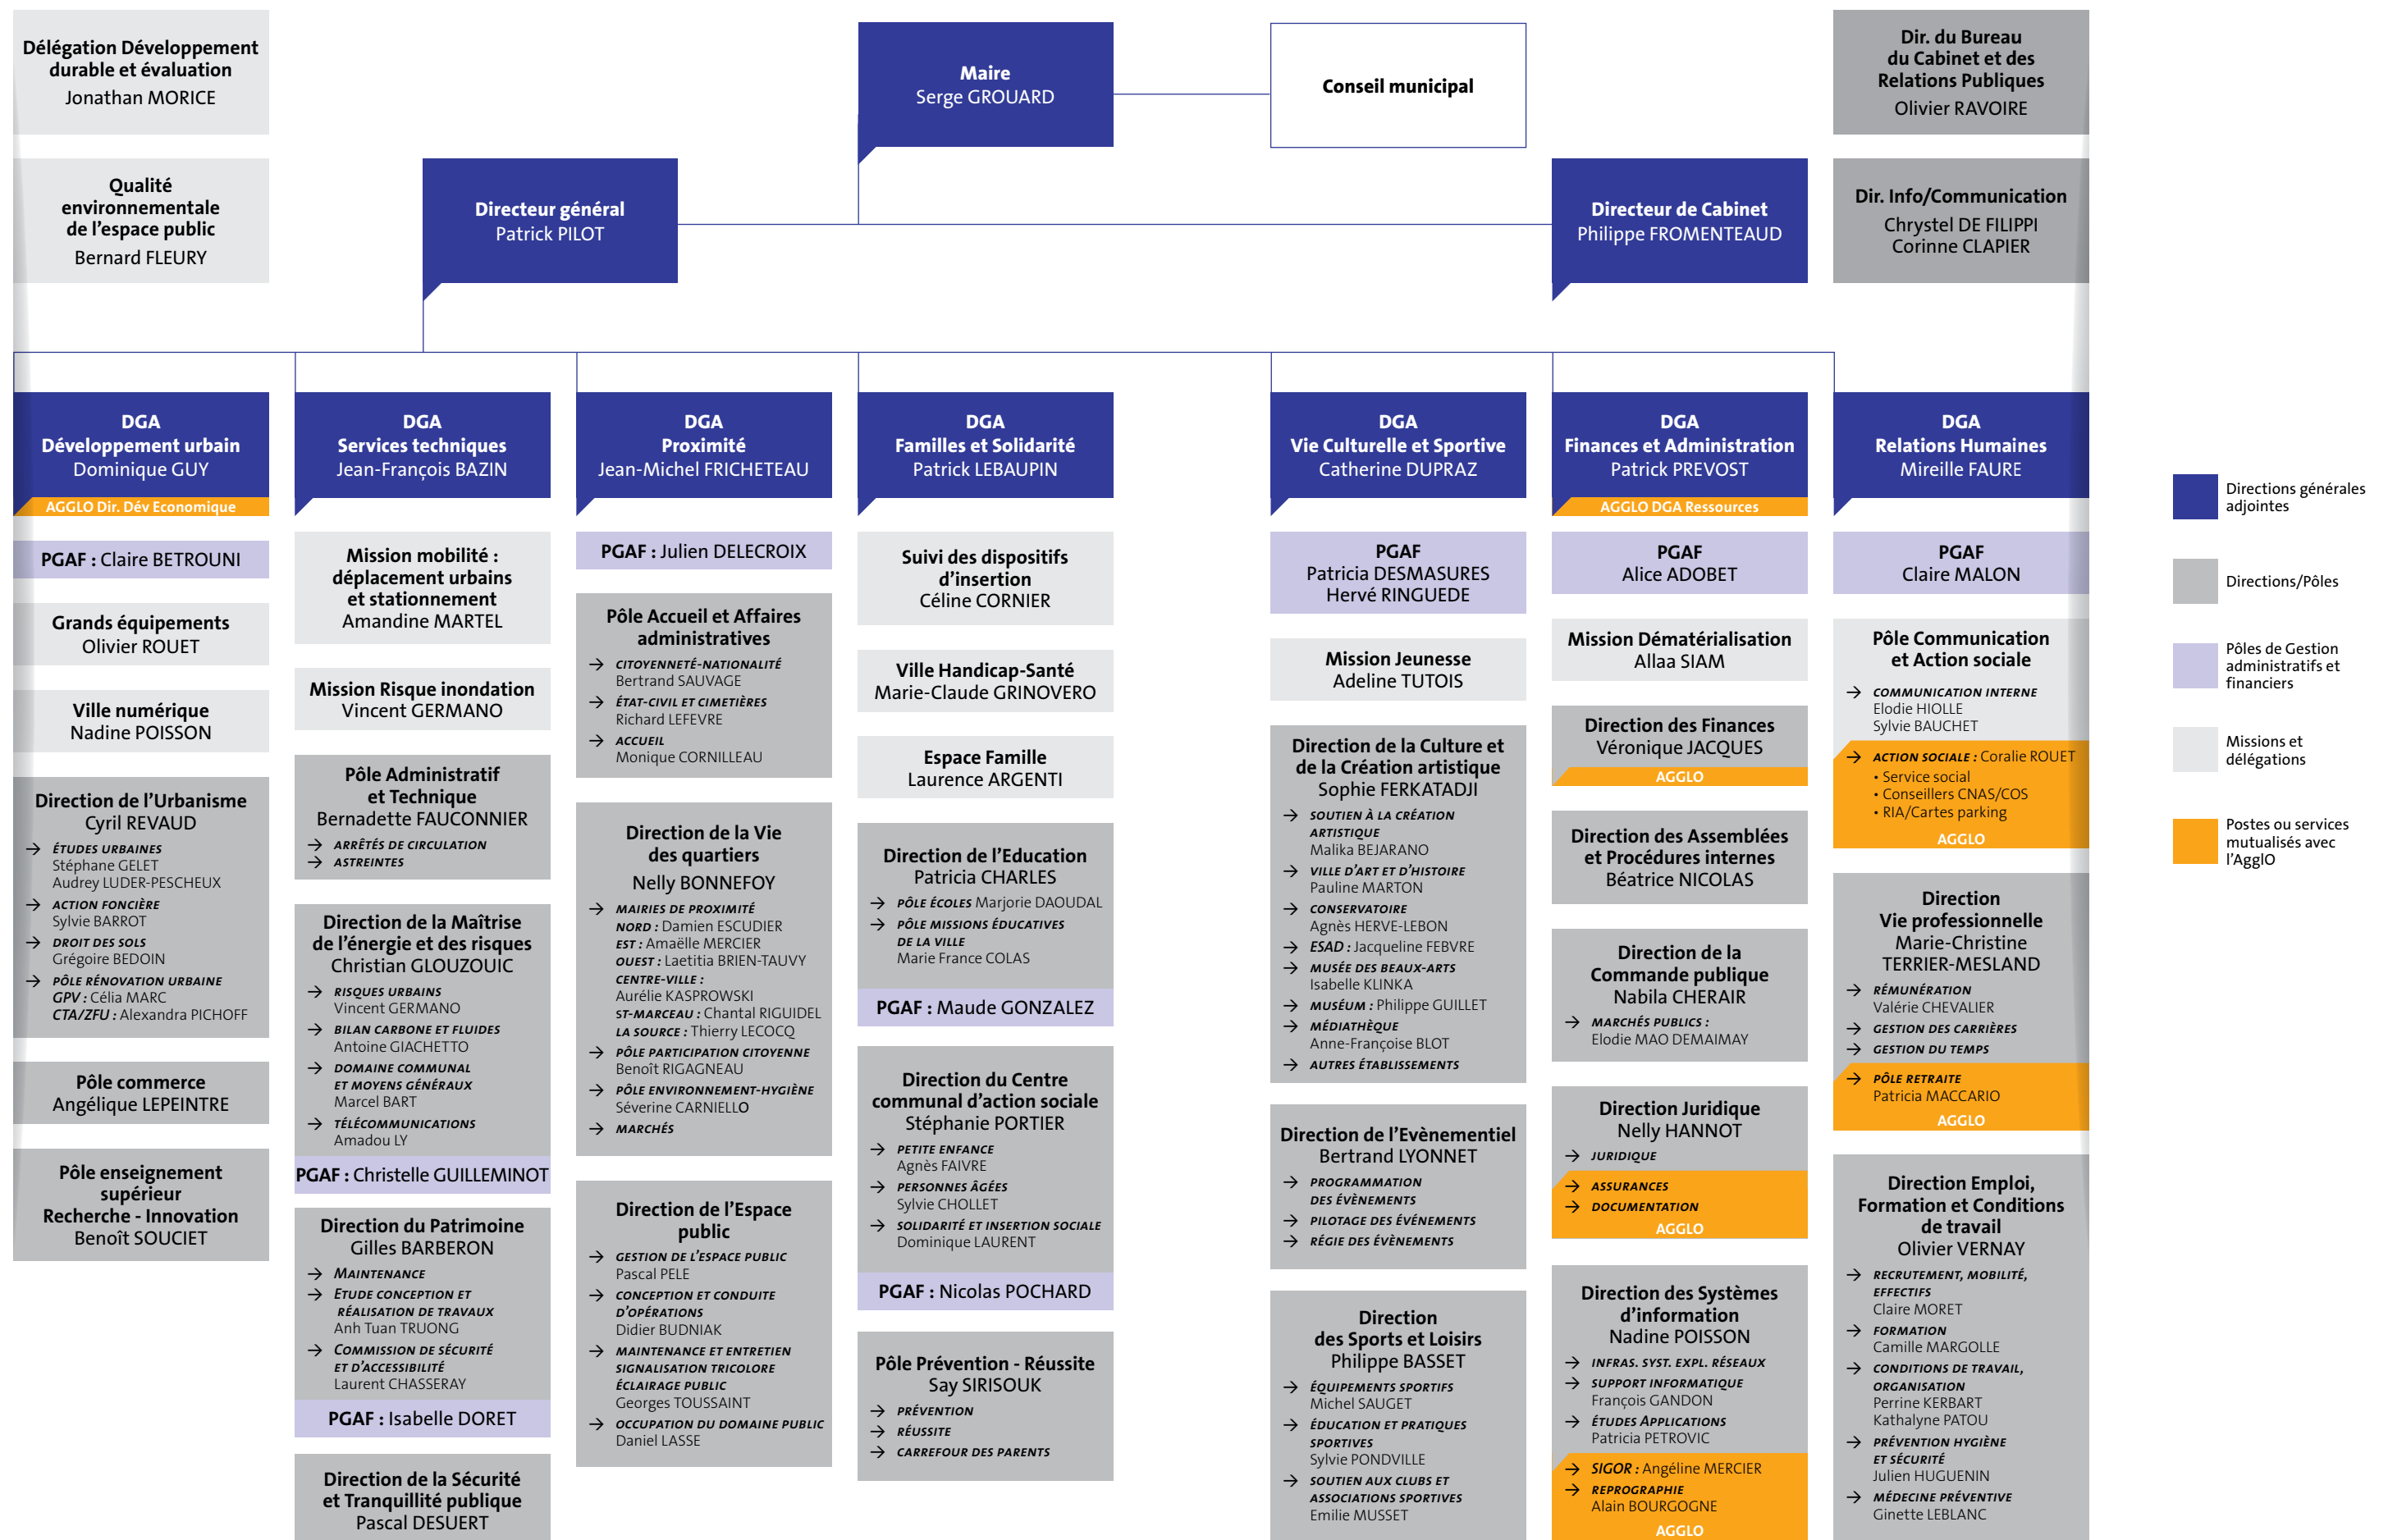 Délégation Développement
durable et évaluation
Jonathan MORICE
Qualité
environnementale
de l'espace public
Bernard FLEURY
Maire
Serge GROUARD
Conseil municipal
Directeur général
Patrick PILOT
Directeur de Cabinet
Philippe FROMENTEAUD
Dir. du Bureau
du Cabinet et des
Relations Publiques
Olivier RAVOIRE
Dir. Info/Communication
Chrystel DE FILIPPI
Corinne CLAPIER
DGA
Développement urbain
Dominique GUY
AGGLO Dir. Dév Economique
PGAF : Claire BETROUNI
Grands équipements
Olivier ROUET
Ville numérique
Nadine POISSON
Direction de l'Urbanisme
Cyril REVAUD
→ ÉTUDES URBAINES
Stéphane GELET
Audrey LUDER-PESCHEUX
→ ACTION FONCIÈRE
Sylvie BARROT
→ DROIT DES SOLS
Grégoire BEDOIN
→ PÔLE RÉNOVATION URBAINE
GPV : Célia MARC
CTA/ZFU : Alexandra PICHOFF
Pôle commerce
Angélique LEPEINTRE
Pôle enseignement
supérieur
Recherche - Innovation
Benoît SOUCIET
DGA
Services techniques
Jean-François BAZIN
Mission mobilité :
déplacement urbains
et stationnement
Amandine MARTEL
Mission Risque inondation
Vincent GERMANO
Pôle Administratif
et Technique
Bernadette FAUCONNIER
→ ARRÊTÉS DE CIRCULATION
→ ASTREINTES
Direction de la Maîtrise
de l'énergie et des risques
Christian GLOUZOUIC
→ RISQUES URBAINS
Vincent GERMANO
→ BILAN CARBONE ET FLUIDES
Antoine GIACHETTO
→ DOMAINE COMMUNAL
ET MOYENS GÉNÉRAUX
Marcel BART
→ TÉLÉCOMMUNICATIONS
Amadou LY
PGAF : Christelle GUILLEMINOT
Direction du Patrimoine
Gilles BARBERON
→ MAINTENANCE
→ ETUDE CONCEPTION ET
RÉALISATION DE TRAVAUX
Anh Tuan TRUONG
→ COMMISSION DE SÉCURITÉ
ET D'ACCESSIBILITÉ
Laurent CHASSERAY
PGAF : Isabelle DORET
Direction de la Sécurité
et Tranquillité publique
Pascal DESUERT
DGA
Proximité
Jean-Michel FRICHETEAU
PGAF : Julien DELECROIX
Pôle Accueil et Affaires
administratives
→ CITOYENNETÉ-NATIONALITÉ
Bertrand SAUVAGE
→ ÉTAT-CIVIL ET CIMETIÈRES
Richard LEFEVRE
→ ACCUEIL
Monique CORNILLEAU
Direction de la Vie
des quartiers
Nelly BONNEFOY
→ MAIRIES DE PROXIMITÉ
NORD : Damien ESCUDIER
EST : Amaëlle MERCIER
OUEST : Laetitia BRIEN-TAUVY
CENTRE-VILLE :
Aurélie KASPROWSKI
ST-MARCEAU : Chantal RIGUIDEL
LA SOURCE : Thierry LECOCQ
→ PÔLE PARTICIPATION CITOYENNE
Benoît RIGAGNEAU
→ PÔLE ENVIRONNEMENT-HYGIÈNE
Séverine CARNIELLO
→ MARCHÉS
Direction de l'Espace
public
→ GESTION DE L'ESPACE PUBLIC
Pascal PELE
→ CONCEPTION ET CONDUITE
D'OPÉRATIONS
Didier BUDNIAK
→ MAINTENANCE ET ENTRETIEN
SIGNALISATION TRICOLORE
ÉCLAIRAGE PUBLIC
Georges TOUSSAINT
→ OCCUPATION DU DOMAINE PUBLIC
Daniel LASSE
DGA
Familles et Solidarité
Patrick LEBAUPIN
Suivi des dispositifs
d'insertion
Céline CORNIER
Ville Handicap-Santé
Marie-Claude GRINOVERO
Espace Famille
Laurence ARGENTI
Direction de l'Education
Patricia CHARLES
→ PÔLE ÉCOLES Marjorie DAOUDAL
→ PÔLE MISSIONS ÉDUCATIVES
DE LA VILLE
Marie France COLAS
PGAF : Maude GONZALEZ
Direction du Centre
communal d'action sociale
Stéphanie PORTIER
→ PETITE ENFANCE
Agnès FAIVRE
→ PERSONNES ÂGÉES
Sylvie CHOLLET
→ SOLIDARITÉ ET INSERTION SOCIALE
Dominique LAURENT
PGAF : Nicolas POCHARD
Pôle Prévention - Réussite
Say SIRISOUK
→ PRÉVENTION
→ RÉUSSITE
→ CARREFOUR DES PARENTS
DGA
Vie Culturelle et Sportive
Catherine DUPRAZ
PGAF
Patricia DESMASURES
Hervé RINGUEDE
Mission Jeunesse
Adeline TUTOIS
Direction de la Culture et
de la Création artistique
Sophie FERKATADJI
→ SOUTIEN À LA CRÉATION
ARTISTIQUE
Malika BEJARANO
→ VILLE D'ART ET D'HISTOIRE
Pauline MARTON
→ CONSERVATOIRE
Agnès HERVE-LEBON
→ ESAD : Jacqueline FEBVRE
→ MUSÉE DES BEAUX-ARTS
Isabelle KLINKA
→ MUSÉUM : Philippe GUILLET
→ MÉDIATHÈQUE
Anne-Françoise BLOT
→ AUTRES ÉTABLISSEMENTS
Direction de l'Evènementiel
Bertrand LYONNET
→ PROGRAMMATION
DES ÉVÈNEMENTS
→ PILOTAGE DES ÉVÉNEMENTS
→ RÉGIE DES ÉVÈNEMENTS
Direction
des Sports et Loisirs
Philippe BASSET
→ ÉQUIPEMENTS SPORTIFS
Michel SAUGET
→ ÉDUCATION ET PRATIQUES
SPORTIVES
Sylvie PONDVILLE
→ SOUTIEN AUX CLUBS ET
ASSOCIATIONS SPORTIVES
Emilie MUSSET
DGA
Finances et Administration
Patrick PREVOST
AGGLO DGA Ressources
PGAF
Alice ADOBET
Mission Dématérialisation
Allaa SIAM
Direction des Finances
Véronique JACQUES
AGGLO
Direction des Assemblées
et Procédures internes
Béatrice NICOLAS
Direction de la
Commande publique
Nabila CHERAIR
→ MARCHÉS PUBLICS :
Elodie MAO DEMAIMAY
Direction Juridique
Nelly HANNOT
→ JURIDIQUE
→ ASSURANCES
→ DOCUMENTATION
AGGLO
Direction des Systèmes
d'information
Nadine POISSON
→ INFRAS. SYST. EXPL. RÉSEAUX
→ SUPPORT INFORMATIQUE
François GANDON
→ ÉTUDES APPLICATIONS
Patricia PETROVIC
→ SIGOR : Angéline MERCIER
→ REPROGRAPHIE
Alain BOURGOGNE
AGGLO
DGA
Relations Humaines
Mireille FAURE
PGAF
Claire MALON
Pôle Communication
et Action sociale
→ COMMUNICATION INTERNE
Elodie HIOLLE
Sylvie BAUCHET
→ ACTION SOCIALE : Coralie ROUET
• Service social
• Conseillers CNAS/COS
• RIA/Cartes parking
AGGLO
Direction
Vie professionnelle
Marie-Christine
TERRIER-MESLAND
→ RÉMUNÉRATION
Valérie CHEVALIER
→ GESTION DES CARRIÈRES
→ GESTION DU TEMPS
→ PÔLE RETRAITE
Patricia MACCARIO
AGGLO
Direction Emploi,
Formation et Conditions
de travail
Olivier VERNAY
→ RECRUTEMENT, MOBILITÉ,
EFFECTIFS
Claire MORET
→ FORMATION
Camille MARGOLLE
→ CONDITIONS DE TRAVAIL,
ORGANISATION
Perrine KERBART
Kathalyne PATOU
→ PRÉVENTION HYGIÈNE
ET SÉCURITÉ
Julien HUGUENIN
→ MÉDECINE PRÉVENTIVE
Ginette LEBLANC
Directions générales
adjointes
Directions/Pôles
Pôles de Gestion
administratifs et
financiers
Missions et
délégations
Postes ou services
mutualisés avec
l'AgglO